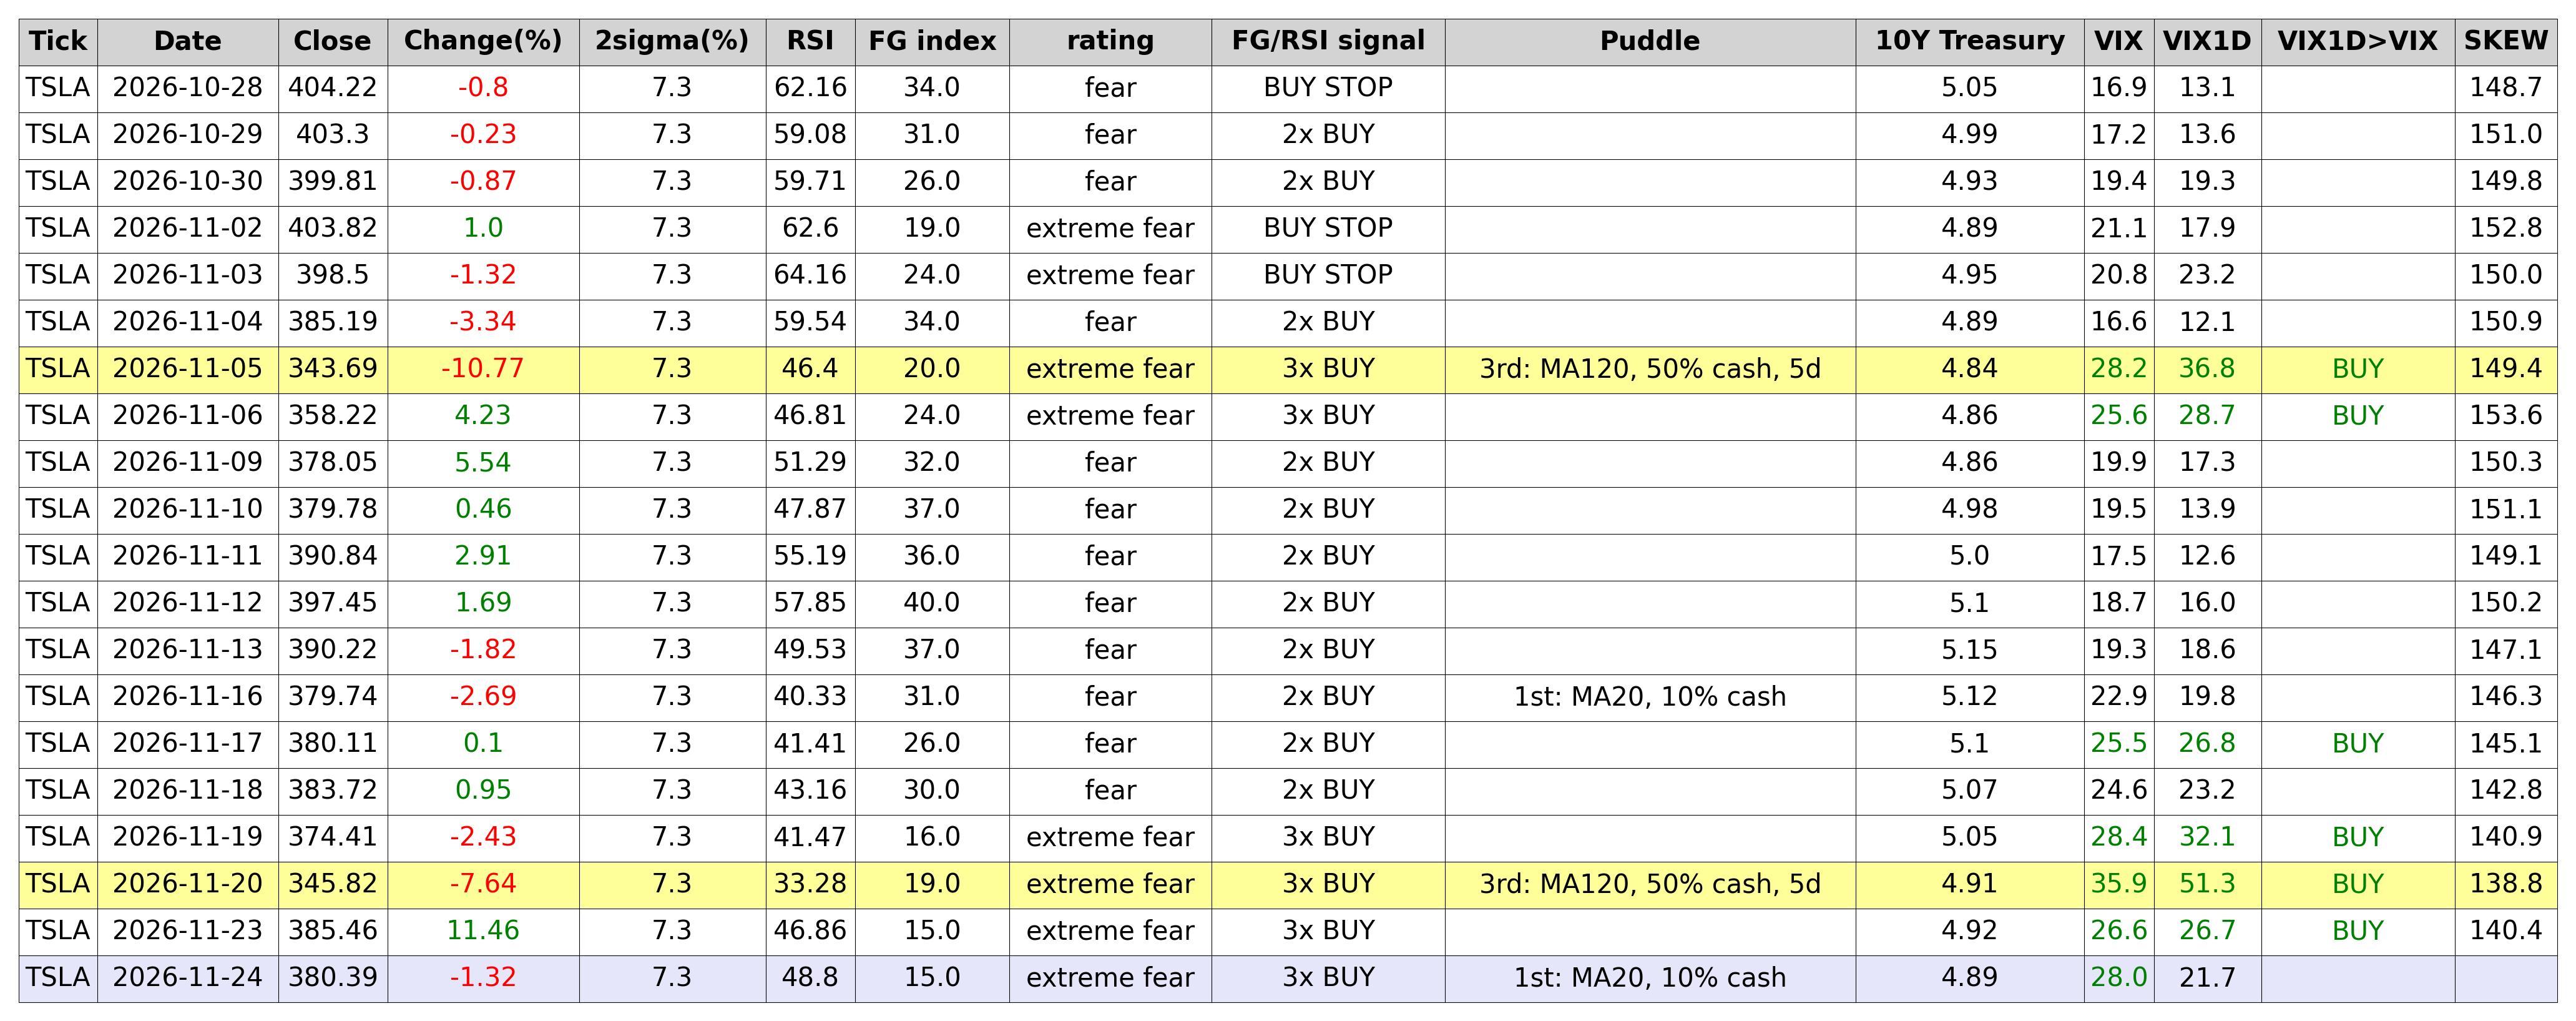 Tick Date Close Change(%) 2sigma(%) RSI FG index rating FG/RSI signal Puddle 10Y Treasury VIX VIX1D VIX1D>VIX SKEW
TSLA 2026-10-28 404.22 -0.8 7.3 62.16 34.0 fear BUY STOP 5.05 16.9 13.1 148.7
TSLA 2026-10-29 403.3 -0.23 7.3 59.08 31.0 fear 2x BUY 4.99 17.2 13.6 151.0
TSLA 2026-10-30 399.81 -0.87 7.3 59.71 26.0 fear 2x BUY 4.93 19.4 19.3 149.8
TSLA 2026-11-02 403.82 1.0 7.3 62.6 19.0 extreme fear BUY STOP 4.89 21.1 17.9 152.8
TSLA 2026-11-03 398.5 -1.32 7.3 64.16 24.0 extreme fear BUY STOP 4.95 20.8 23.2 150.0
TSLA 2026-11-04 385.19 -3.34 7.3 59.54 34.0 fear 2x BUY 4.89 16.6 12.1 150.9
TSLA 2026-11-05 343.69 -10.77 7.3 46.4 20.0 extreme fear 3x BUY 3rd: MA120, 50% cash, 5d 4.84 28.2 36.8 BUY 149.4
TSLA 2026-11-06 358.22 4.23 7.3 46.81 24.0 extreme fear 3x BUY 4.86 25.6 28.7 BUY 153.6
TSLA 2026-11-09 378.05 5.54 7.3 51.29 32.0 fear 2x BUY 4.86 19.9 17.3 150.3
TSLA 2026-11-10 379.78 0.46 7.3 47.87 37.0 fear 2x BUY 4.98 19.5 13.9 151.1
TSLA 2026-11-11 390.84 2.91 7.3 55.19 36.0 fear 2x BUY 5.0 17.5 12.6 149.1
TSLA 2026-11-12 397.45 1.69 7.3 57.85 40.0 fear 2x BUY 5.1 18.7 16.0 150.2
TSLA 2026-11-13 390.22 -1.82 7.3 49.53 37.0 fear 2x BUY 5.15 19.3 18.6 147.1
TSLA 2026-11-16 379.74 -2.69 7.3 40.33 31.0 fear 2x BUY 1st: MA20, 10% cash 5.12 22.9 19.8 146.3
TSLA 2026-11-17 380.11 0.1 7.3 41.41 26.0 fear 2x BUY 5.1 25.5 26.8 BUY 145.1
TSLA 2026-11-18 383.72 0.95 7.3 43.16 30.0 fear 2x BUY 5.07 24.6 23.2 142.8
TSLA 2026-11-19 374.41 -2.43 7.3 41.47 16.0 extreme fear 3x BUY 5.05 28.4 32.1 BUY 140.9
TSLA 2026-11-20 345.82 -7.64 7.3 33.28 19.0 extreme fear 3x BUY 3rd: MA120, 50% cash, 5d 4.91 35.9 51.3 BUY 138.8
TSLA 2026-11-23 385.46 11.46 7.3 46.86 15.0 extreme fear 3x BUY 4.92 26.6 26.7 BUY 140.4
TSLA 2026-11-24 380.39 -1.32 7.3 48.8 15.0 extreme fear 3x BUY 1st: MA20, 10% cash 4.89 28.0 21.7